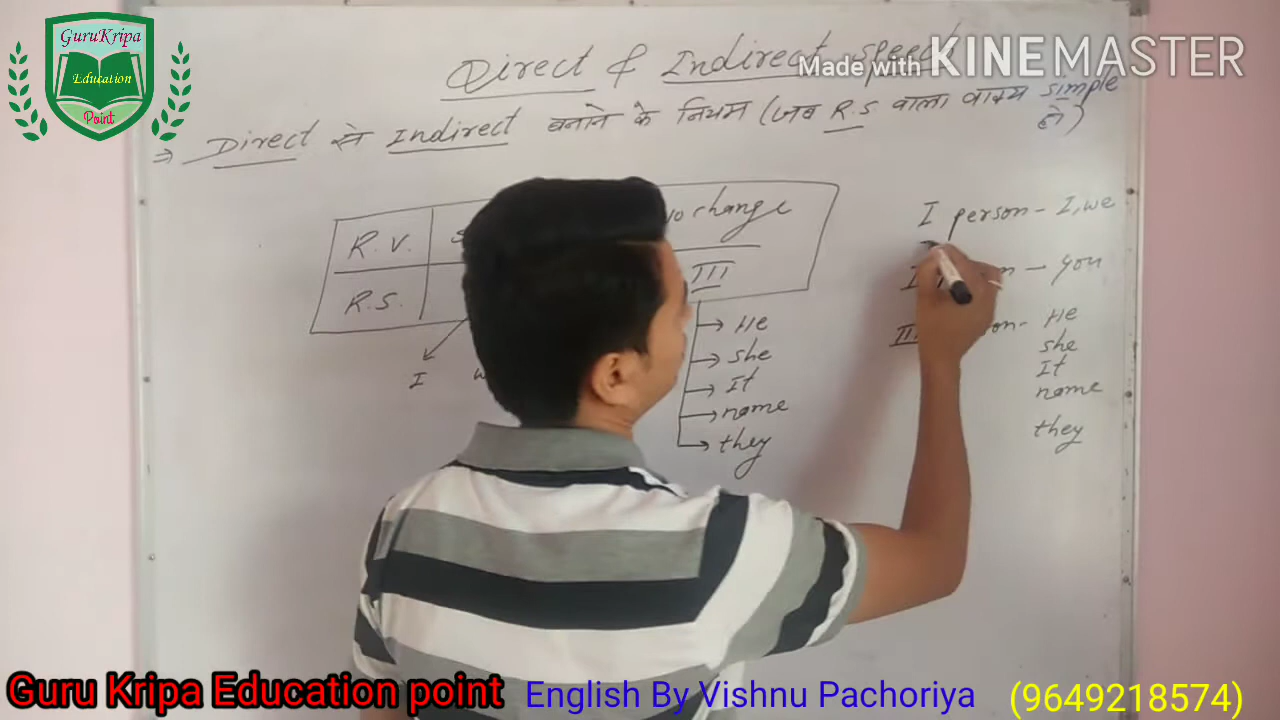 GuruKripa
Education
Point
Made with KINEMASTER
Direct & Indirect speech
⇒ Direct से Indirect बनाने के नियम (जब R.S वाला वाक्य simple हो)
R.V. change
R.S. III
I
→ He
→ she
→ It
→ name
→ they
I person - I, we
- you
- He
she
It
name
they
Guru Kripa Education point English By Vishnu Pachoriya (9649218574)